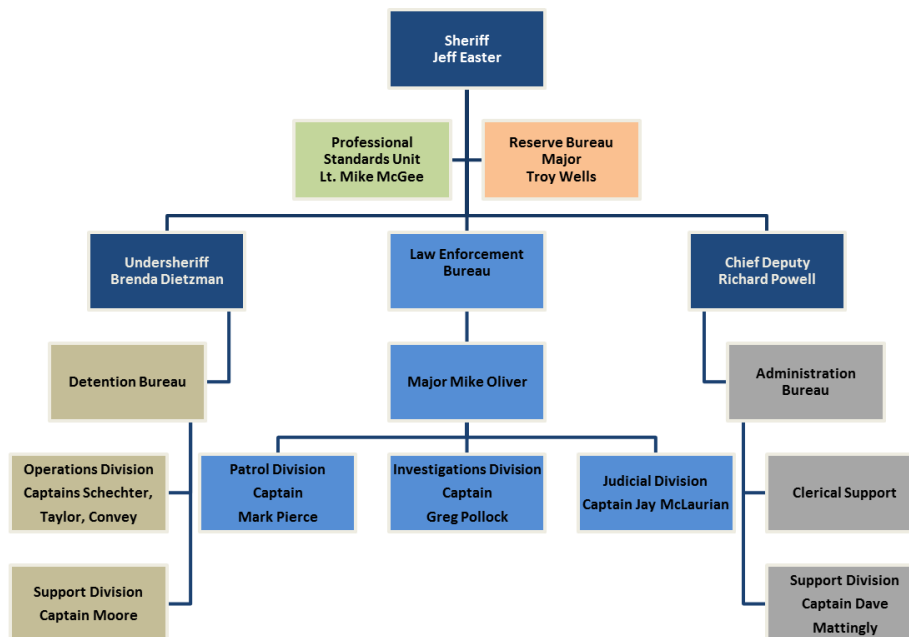 Sheriff
Jeff Easter
Professional
Standards Unit
Lt. Mike McGee
Reserve Bureau
Major
Troy Wells
Undersheriff
Brenda Dietzman
Law Enforcement
Bureau
Chief Deputy
Richard Powell
Detention Bureau
Major Mike Oliver
Administration
Bureau
Operations Division
Captains Schechter,
Taylor, Convey
Patrol Division
Captain
Mark Pierce
Investigations Division
Captain
Greg Pollock
Judicial Division
Captain Jay McLaurian
Clerical Support
Support Division
Captain Moore
Support Division
Captain Dave
Mattingly